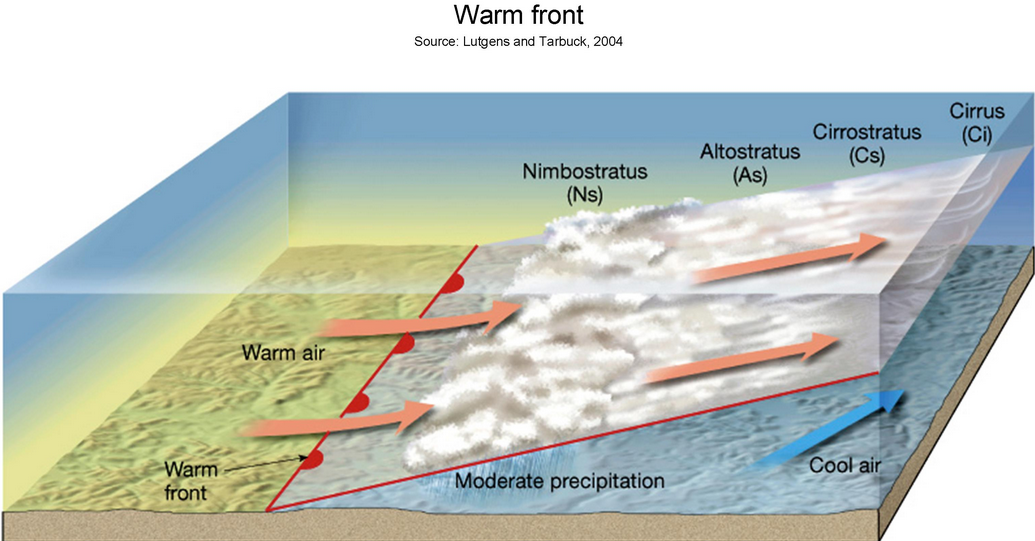 Warm front
Source: Lutgens and Tarbuck, 2004
Cirrus
(Ci)
Cirrostratus
(Cs)
Altostratus
(As)
Nimbostratus
(Ns)
Warm air
Warm
front
Moderate precipitation
Cool air